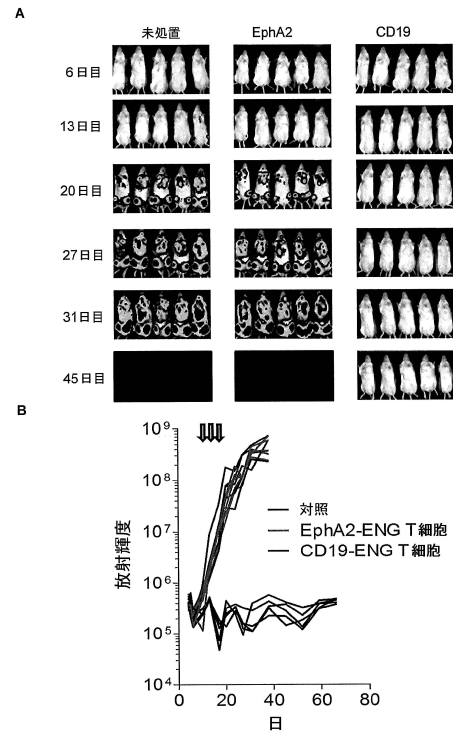 A
未処置 EphA2 CD19
6日目
13日目
20日目
27日目
31日目
45日目
B
放射輝度
10⁹
10⁸
10⁷
10⁶
10⁵
10⁴
対照
EphA2-ENG T細胞
CD19-ENG T細胞
0 20 40 60 80
日